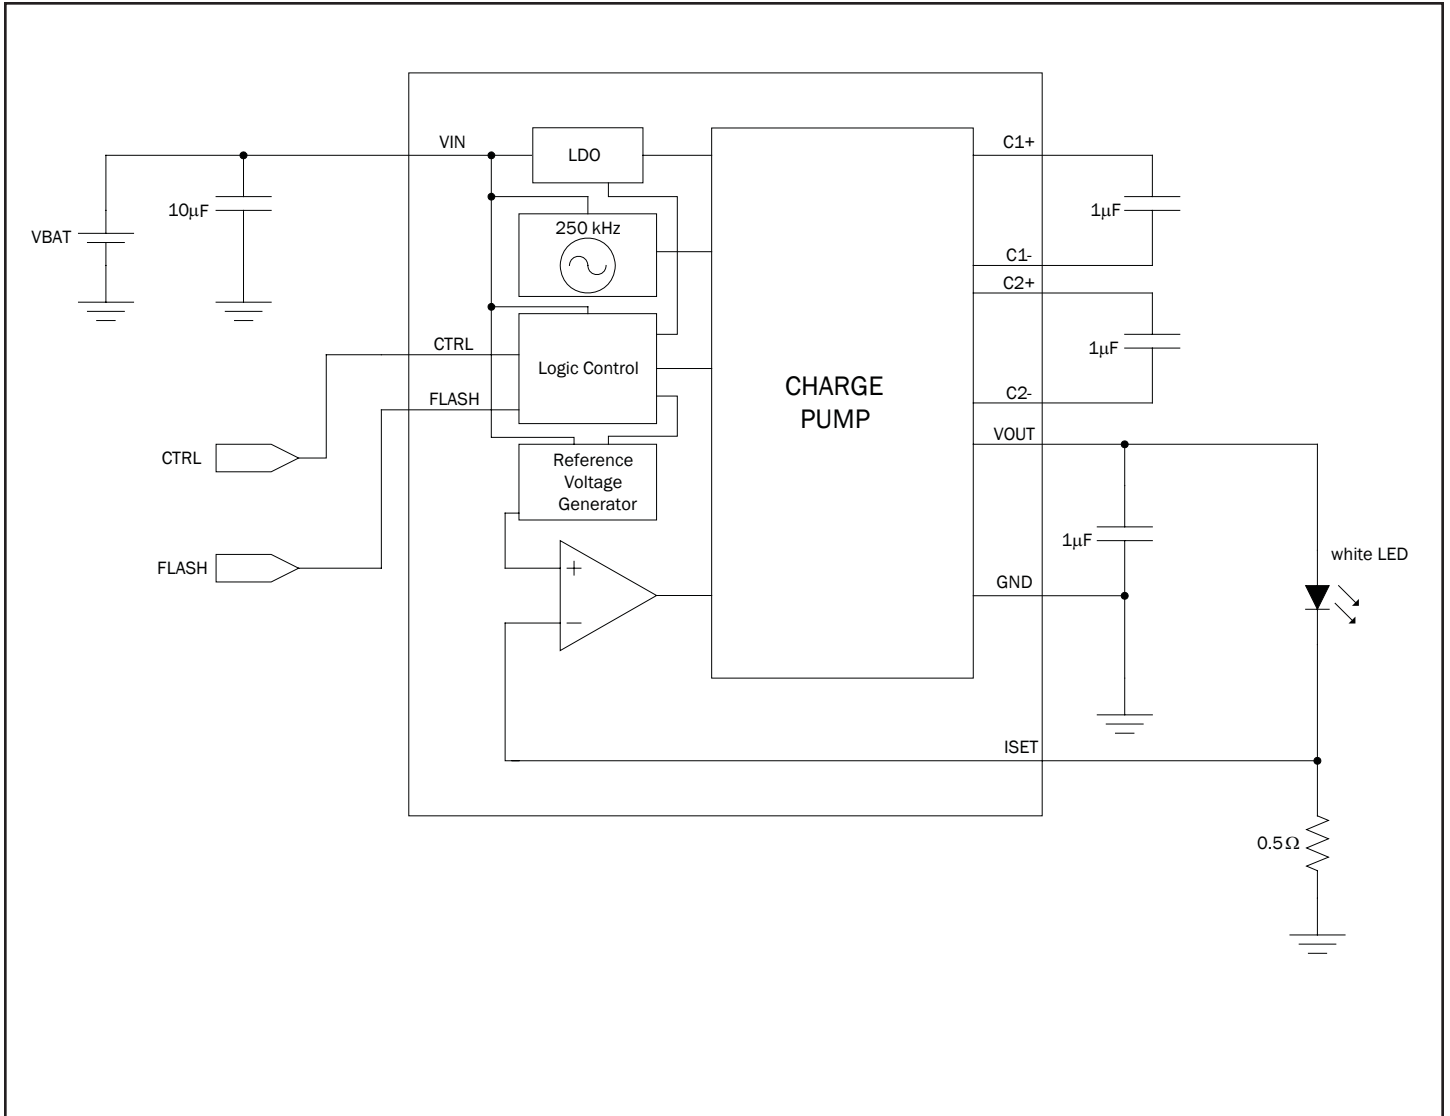 VIN
LDO
C1+
10μF
1μF
VBAT
250 kHz
C1-
C2+
CTRL
Logic Control
1μF
FLASH
CHARGE
PUMP
C2-
VOUT
CTRL
Reference
Voltage
Generator
1μF
white LED
FLASH
+
GND
−
ISET
0.5Ω